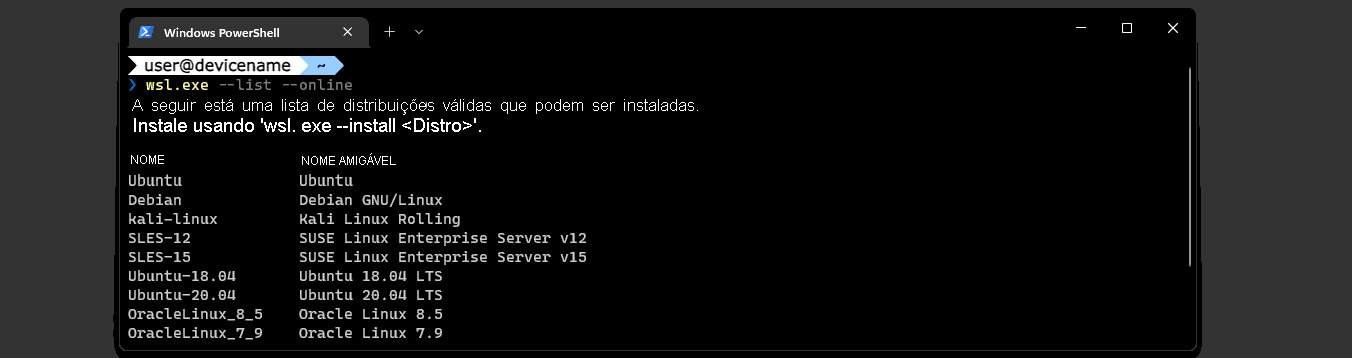 Windows PowerShell
user@devicename ~
❯ wsl.exe --list --online
A seguir está uma lista de distribuições válidas que podem ser instaladas.
Instale usando 'wsl. exe --install <Distro>'.
NOME NOME AMIGÁVEL
Ubuntu Ubuntu
Debian Debian GNU/Linux
kali-linux Kali Linux Rolling
SLES-12 SUSE Linux Enterprise Server v12
SLES-15 SUSE Linux Enterprise Server v15
Ubuntu-18.04 Ubuntu 18.04 LTS
Ubuntu-20.04 Ubuntu 20.04 LTS
OracleLinux_8_5 Oracle Linux 8.5
OracleLinux_7_9 Oracle Linux 7.9